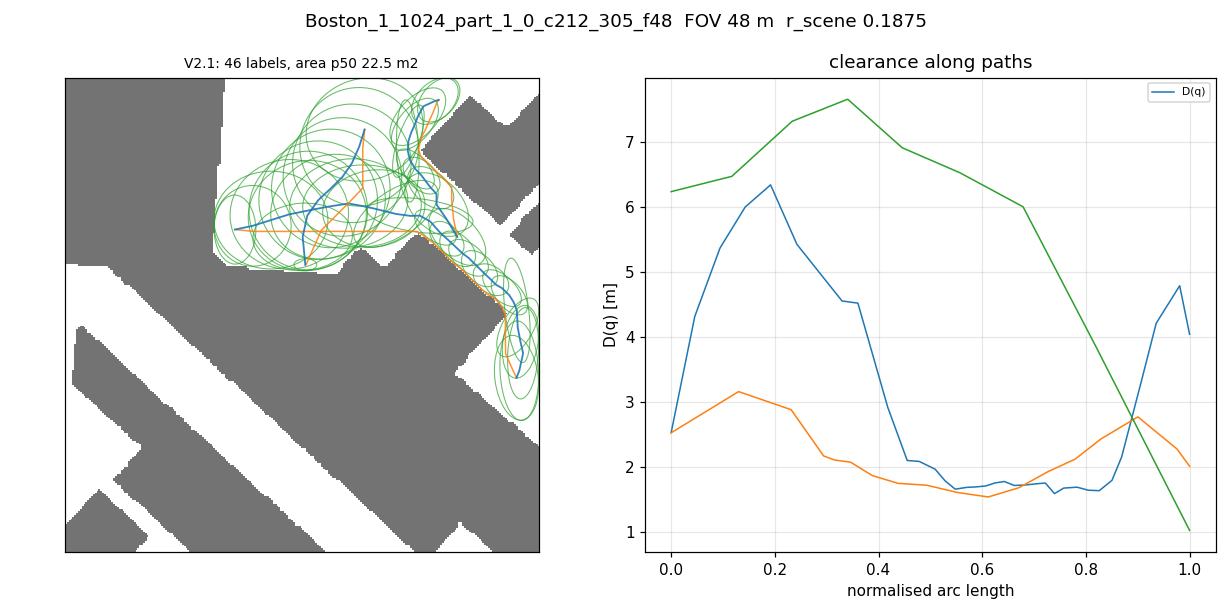 Boston_1_1024_part_1_0_c212_305_f48  FOV 48 m  r_scene 0.1875
V2.1: 46 labels, area p50 22.5 m2
clearance along paths
D(q)
D(q) [m]
7
6
5
4
3
2
1
0.0 0.2 0.4 0.6 0.8 1.0
normalised arc length